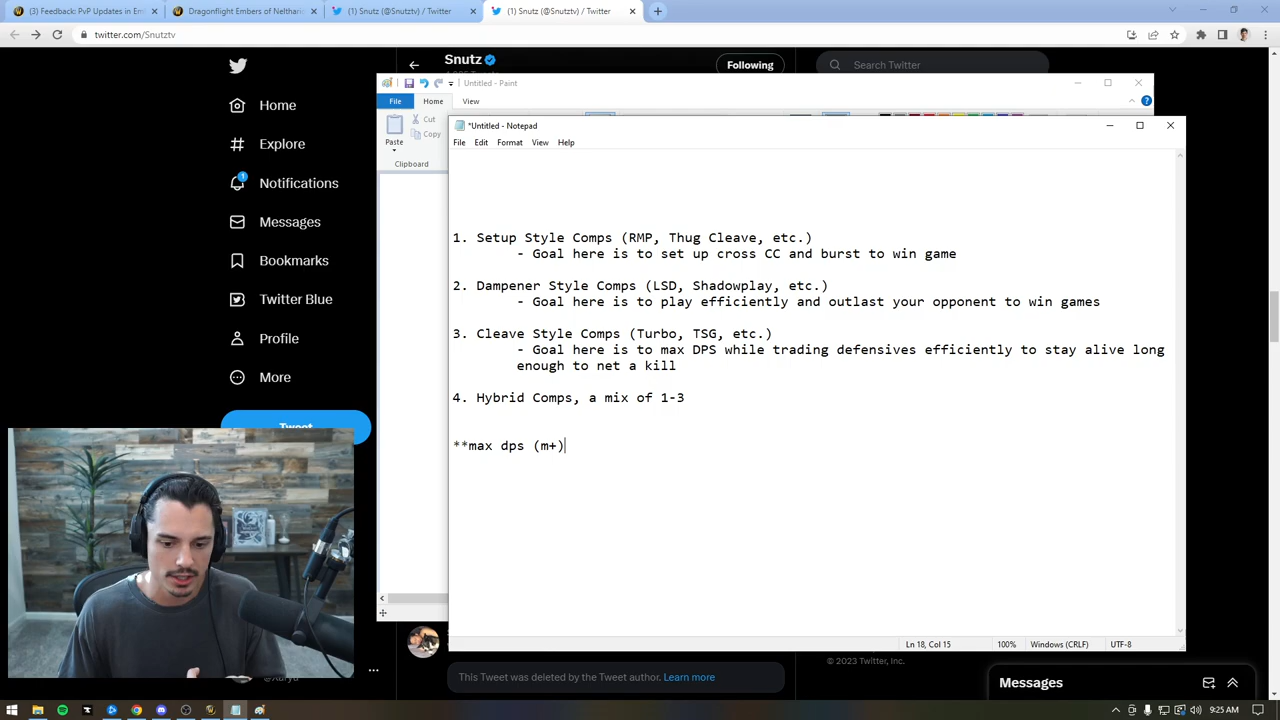 (3) Feedback: PvP Updates in Em
Dragonflight Embers of Neltharic
(1) Snutz (@Snutztv) / Twitter
(1) Snutz (@Snutztv) / Twitter
twitter.com/Snutztv
Snutz
Following
Search Twitter
Home
Explore
1
Notifications
Messages
Bookmarks
Twitter Blue
Profile
More
Tweet
Untitled - Paint
File
Home
View
Paste
Cut
Copy
Clipboard
*Untitled - Notepad
File Edit Format View Help
1. Setup Style Comps (RMP, Thug Cleave, etc.)
- Goal here is to set up cross CC and burst to win game
2. Dampener Style Comps (LSD, Shadowplay, etc.)
- Goal here is to play efficiently and outlast your opponent to win games
3. Cleave Style Comps (Turbo, TSG, etc.)
- Goal here is to max DPS while trading defensives efficiently to stay alive long
enough to net a kill
4. Hybrid Comps, a mix of 1-3
**max dps (m+)
Ln 18, Col 15 100% Windows (CRLF) UTF-8
© 2023 Twitter, Inc.
This Tweet was deleted by the Tweet author. Learn more
Messages
9:25 AM